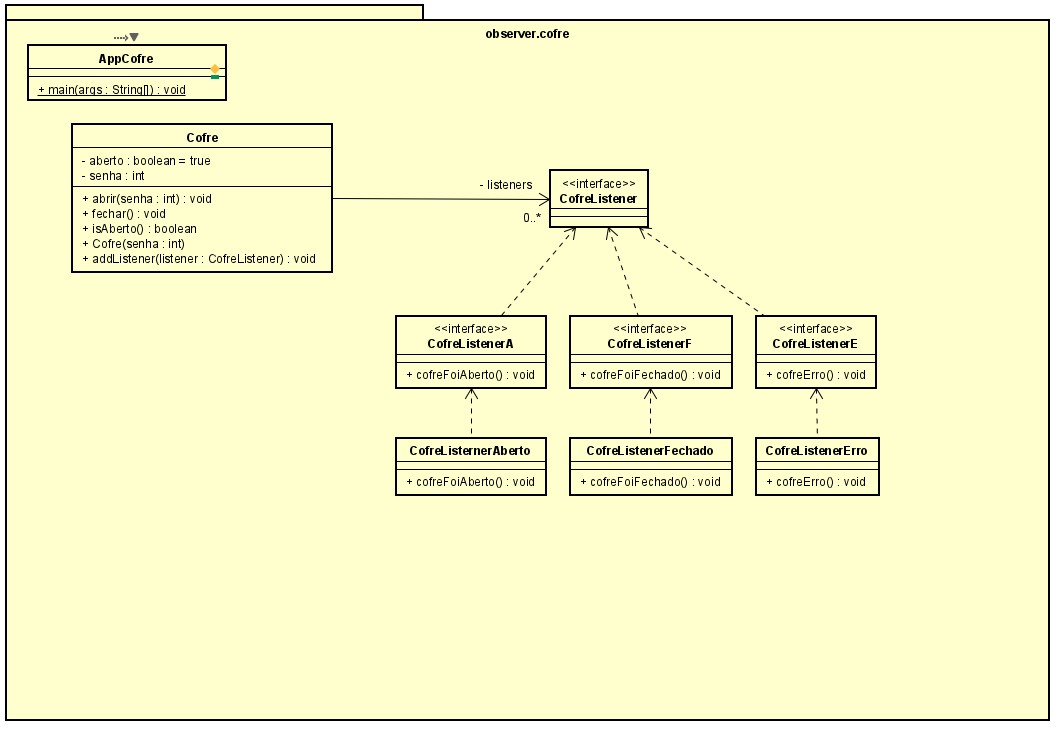 observer.cofre
AppCofre
+ main(args : String[]) : void
Cofre
- aberto : boolean = true
- senha : int
+ abrir(senha : int) : void
+ fechar() : void
+ isAberto() : boolean
+ Cofre(senha : int)
+ addListener(listener : CofreListener) : void
- listeners
0..*
<<interface>>
CofreListener
<<interface>>
CofreListenerA
+ cofreFoiAberto() : void
<<interface>>
CofreListenerF
+ cofreFoiFechado() : void
<<interface>>
CofreListenerE
+ cofreErro() : void
CofreListernerAberto
+ cofreFoiAberto() : void
CofreListenerFechado
+ cofreFoiFechado() : void
CofreListenerErro
+ cofreErro() : void